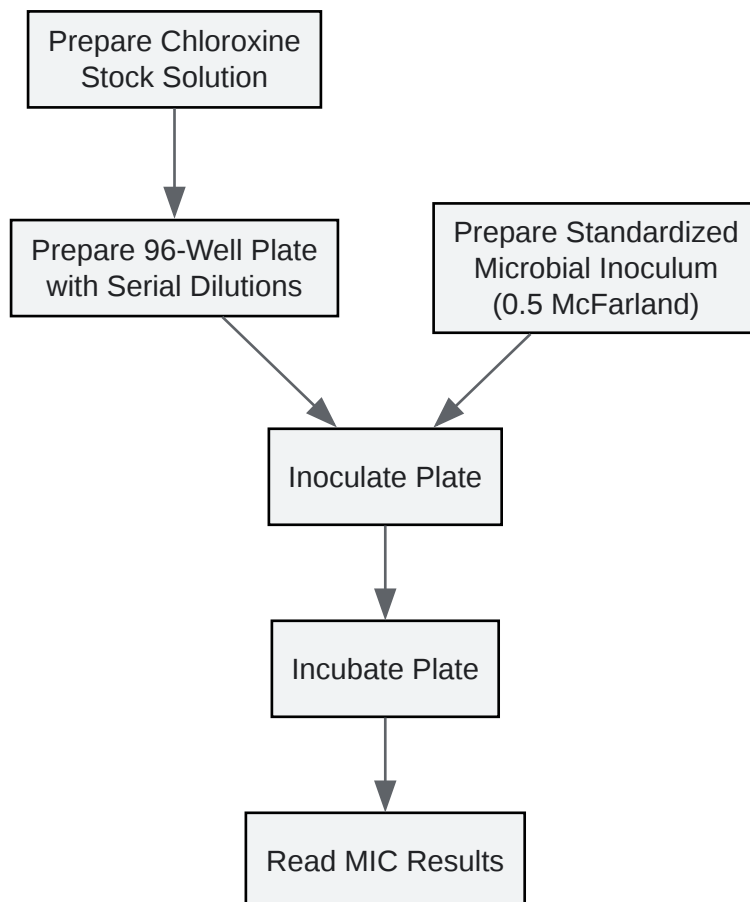 Prepare Chloroxine
Stock Solution
Prepare 96-Well Plate
with Serial Dilutions
Prepare Standardized
Microbial Inoculum
(0.5 McFarland)
Inoculate Plate
Incubate Plate
Read MIC Results